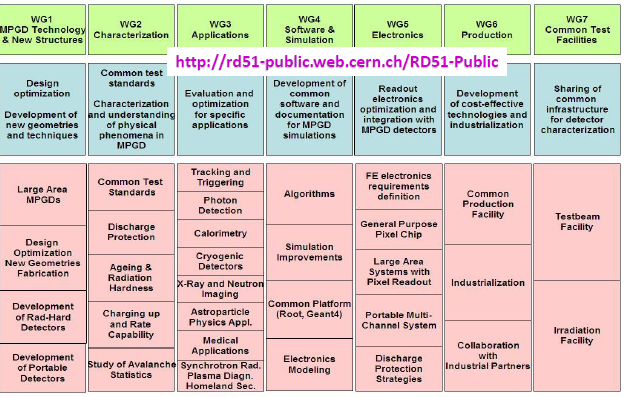 WG1
MPGD Technology
& New Structures
WG2
Characterization
WG3
Applications
WG4
Software &
Simulation
WG5
Electronics
WG6
Production
WG7
Common Test
Facilities
http://rd51-public.web.cern.ch/RD51-Public
Design
optimization
Development of
new geometries
and techniques
Common test
standards
Characterization
and understanding
of physical
phenomena in
MPGD
Evaluation and
optimization
for specific
applications
Development of
common
software and
documentation
for MPGD
simulations
Readout
electronics
optimization and
integration with
MPGD detectors
Development
of cost-effective
technologies and
industrialization
Sharing of
common
infrastructure
for detector
characterization
Large Area
MPGDs
Design
Optimization
New Geometries
Fabrication
Development
of Rad-Hard
Detectors
Development
of Portable
Detectors
Common Test
Standards
Discharge
Protection
Ageing &
Radiation
Hardness
Charging up
and Rate
Capability
Study of Avalanche
Statistics
Tracking and
Triggering
Photon
Detection
Calorimetry
Cryogenic
Detectors
X-Ray and Neutron
Imaging
Astroparticle
Physics Appl.
Medical
Applications
Synchrotron Rad.
Plasma Diagn.
Homeland Sec.
Algorithms
Simulation
Improvements
Common Platform
(Root, Geant4)
Electronics
Modeling
FE electronics
requirements
definition
General Purpose
Pixel Chip
Large Area
Systems with
Pixel Readout
Portable Multi-
Channel System
Discharge
Protection
Strategies
Common
Production
Facility
Industrialization
Collaboration
with
Industrial Partners
Testbeam
Facility
Irradiation
Facility